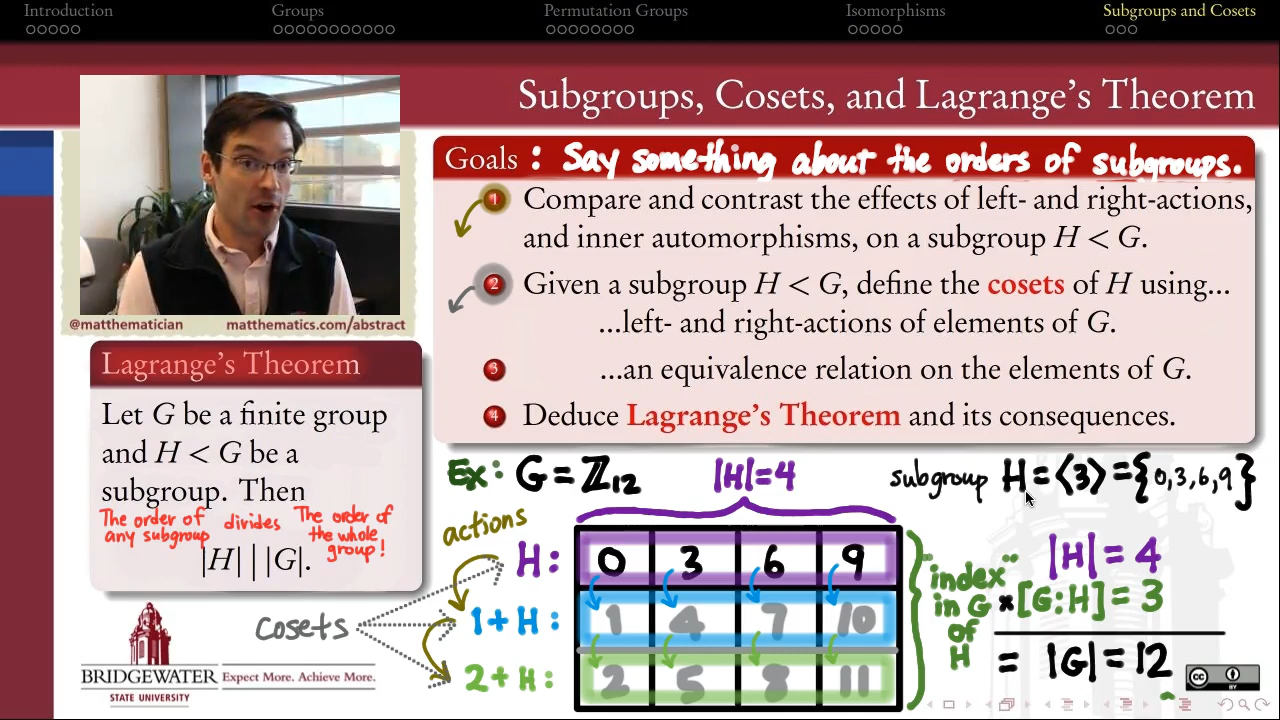 Introduction Groups Permutation Groups Isomorphisms Subgroups and Cosets
Subgroups, Cosets, and Lagrange's Theorem
@matthematician matthematics.com/abstract
Goals : Say something about the orders of subgroups.
1 Compare and contrast the effects of left- and right-actions,
and inner automorphisms, on a subgroup H < G.
2 Given a subgroup H < G, define the cosets of H using...
...left- and right-actions of elements of G.
3 ...an equivalence relation on the elements of G.
4 Deduce Lagrange's Theorem and its consequences.
Lagrange's Theorem
Let G be a finite group
and H < G be a
subgroup. Then
The order of any subgroup divides The order of the whole group!
|H| | |G|.
Ex: G = ℤ₁₂ |H|=4 subgroup H = ⟨3⟩ = {0,3,6,9}
actions
H: 0 3 6 9
1+H: 1 4 7 10
2+H: 2 5 8 11
cosets
"index" in G of H
|H| = 4
×[G:H] = 3
= |G| = 12
BRIDGEWATER
STATE UNIVERSITY
Expect More. Achieve More.
cc BY